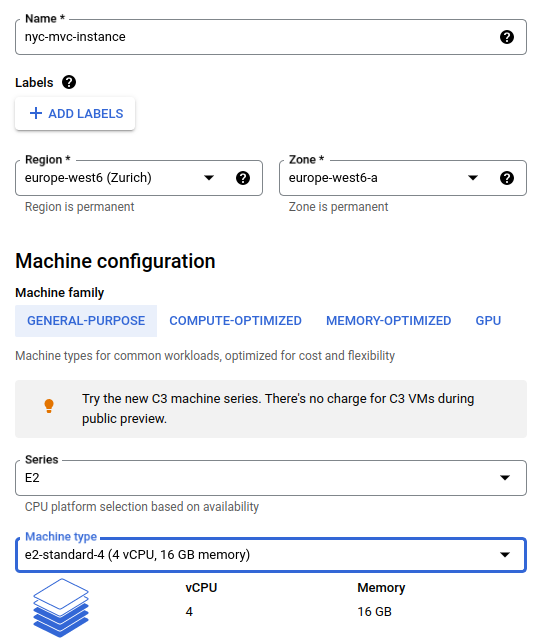 Name *
nyc-mvc-instance
Labels
ADD LABELS
Region *
europe-west6 (Zurich)
Region is permanent
Zone *
europe-west6-a
Zone is permanent
Machine configuration
Machine family
GENERAL-PURPOSE
COMPUTE-OPTIMIZED
MEMORY-OPTIMIZED
GPU
Machine types for common workloads, optimized for cost and flexibility
Try the new C3 machine series. There's no charge for C3 VMs during
public preview.
Series
E2
CPU platform selection based on availability
Machine type
e2-standard-4 (4 vCPU, 16 GB memory)
vCPU
4
Memory
16 GB